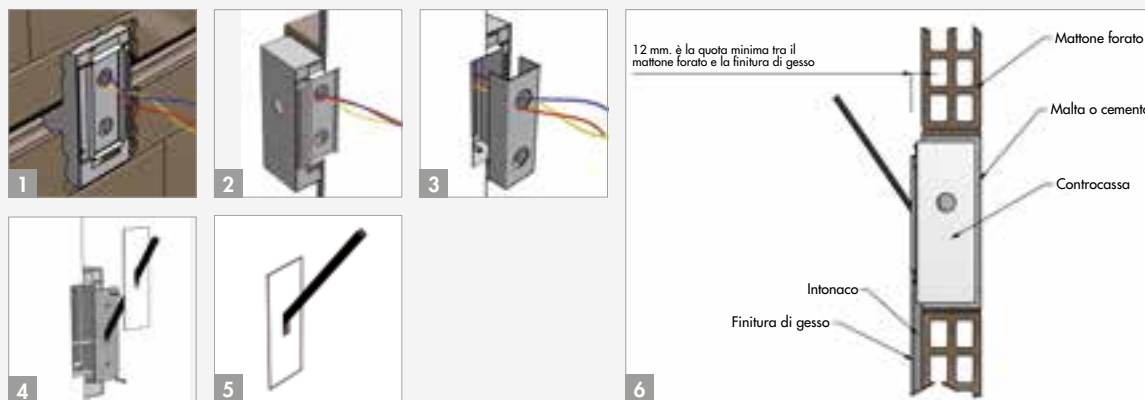 1
2
3
4
5
12 mm. è la quota minima tra il
mattone forato e la finitura di gesso
Mattone forato
Malta o cemento
Controcassa
Intonaco
Finitura di gesso
6